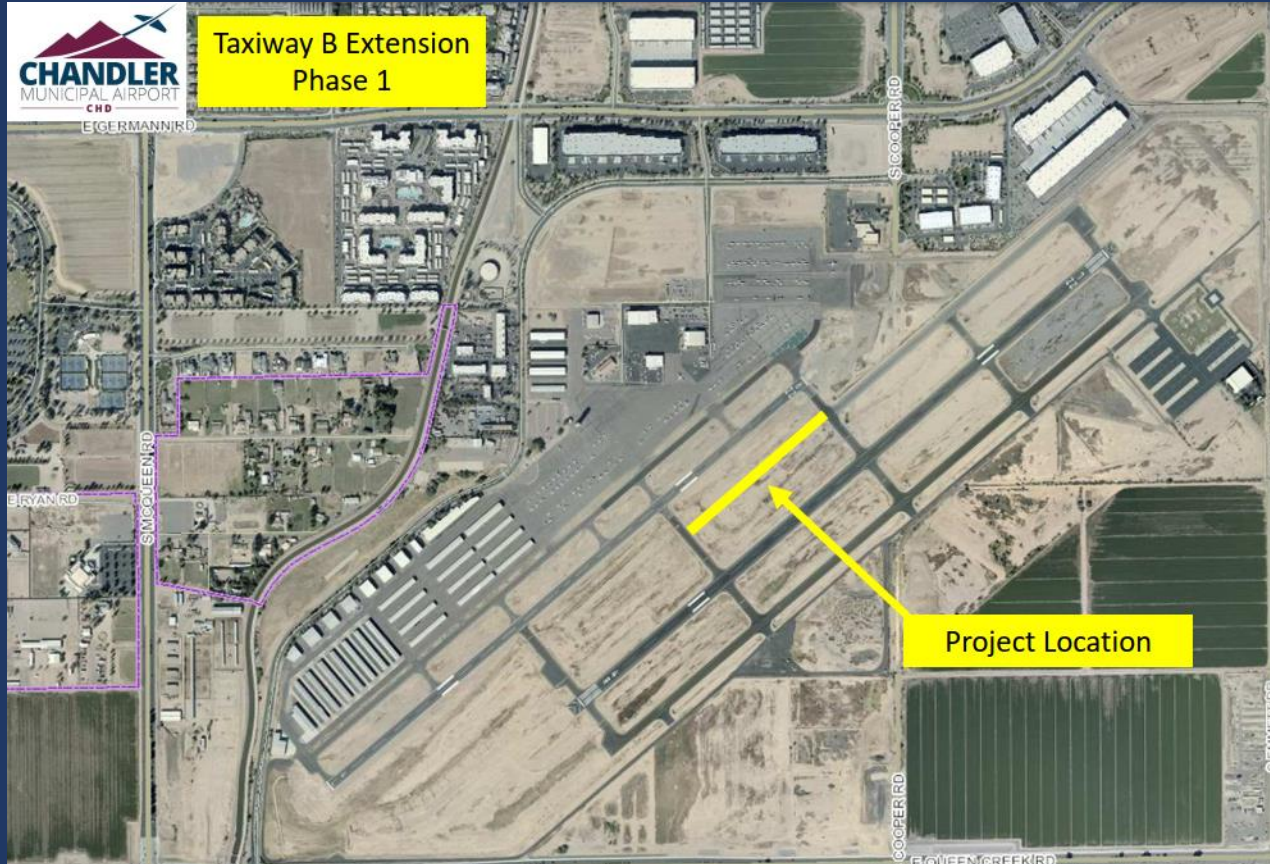 CHANDLER
MUNICIPAL AIRPORT
CHD
Taxiway B Extension
Phase 1
E GERMANN RD
S COOPER RD
S MCQUEEN RD
E RYAN RD
Project Location
COOPER RD
E QUEEN CREEK RD